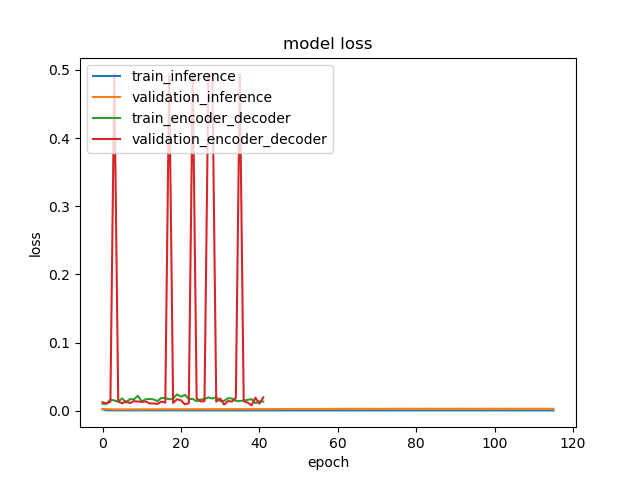 model loss
train_inference
validation_inference
train_encoder_decoder
validation_encoder_decoder
0.5
0.4
0.3
0.2
0.1
0.0
loss
0 20 40 60 80 100 120
epoch